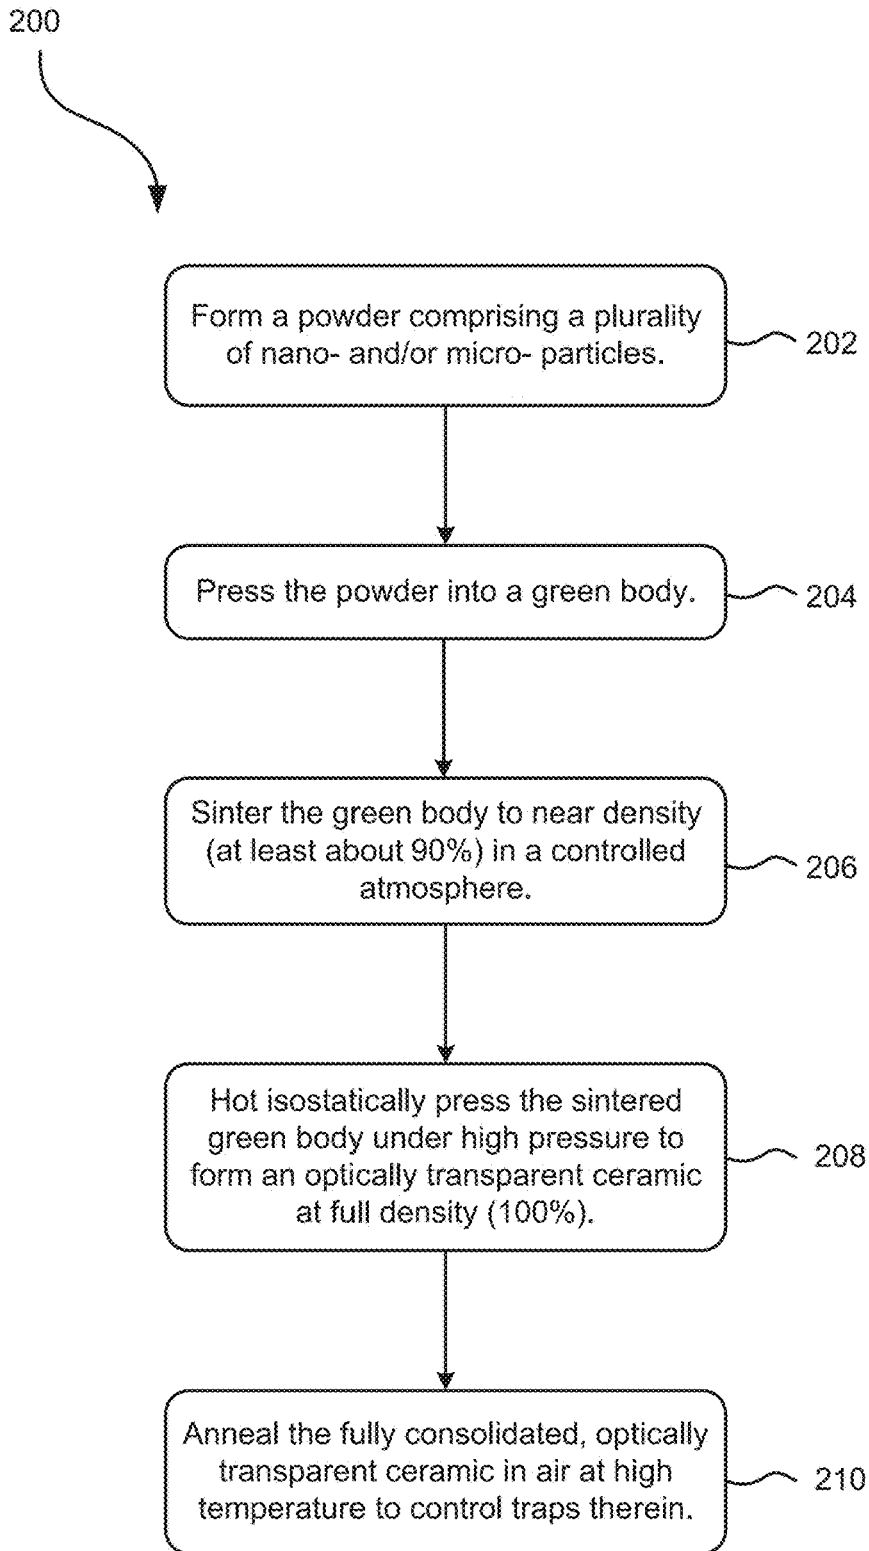 200
Form a powder comprising a plurality
of nano- and/or micro- particles.
202
Press the powder into a green body.
204
Sinter the green body to near density
(at least about 90%) in a controlled
atmosphere.
206
Hot isostatically press the sintered
green body under high pressure to
form an optically transparent ceramic
at full density (100%).
208
Anneal the fully consolidated, optically
transparent ceramic in air at high
temperature to control traps therein.
210